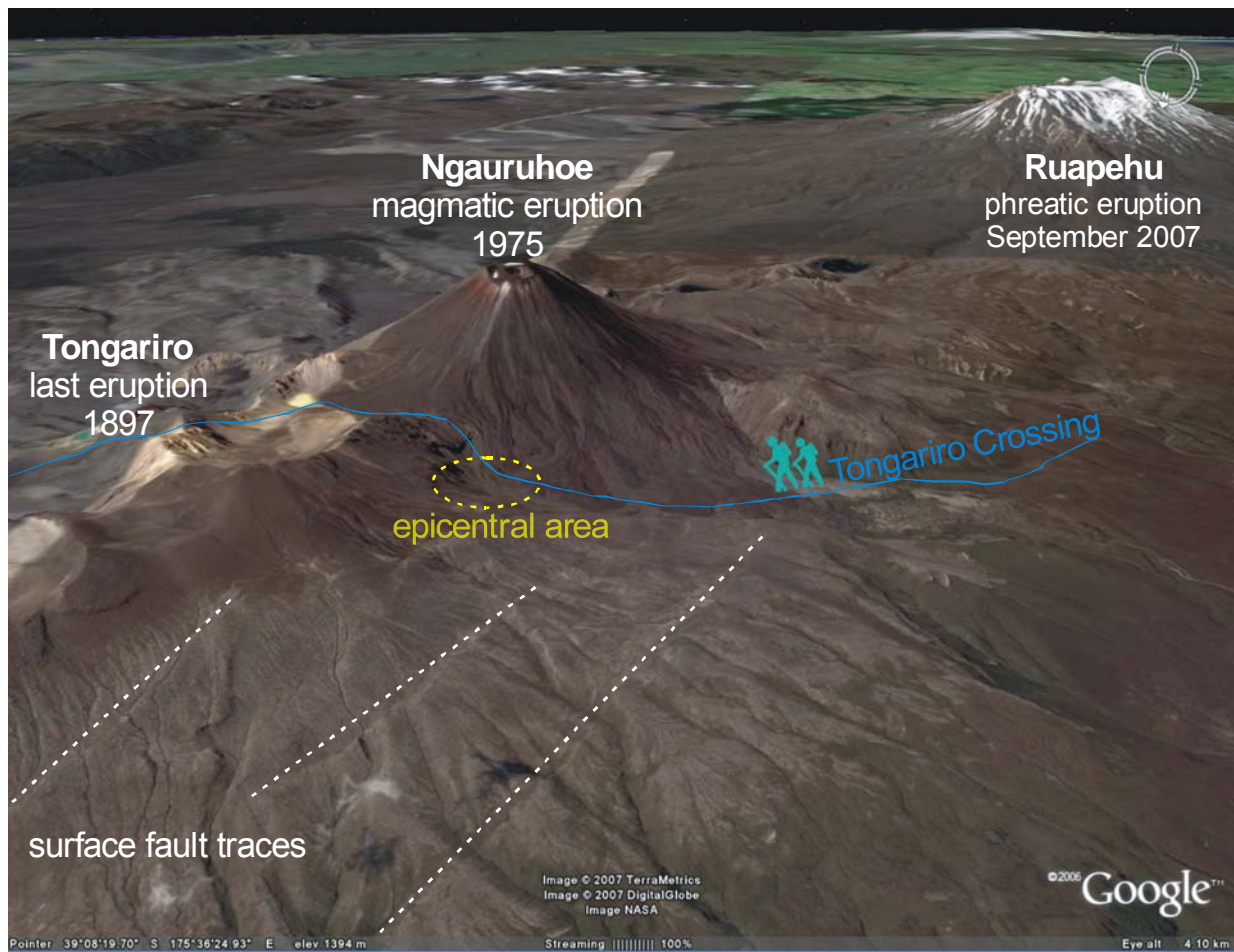 Ngauruhoe
magmatic eruption
1975
Ruapehu
phreatic eruption
September 2007
Tongariro
last eruption
1897
Tongariro Crossing
epicentral area
surface fault traces
Image © 2007 TerraMetrics
Image © 2007 DigitalGlobe
Image NASA
©2006 Google™
Pointer 39°08'19.70" S 175°36'24.93" E elev 1394 m
Streaming |||||||||| 100%
Eye alt 4.10 km